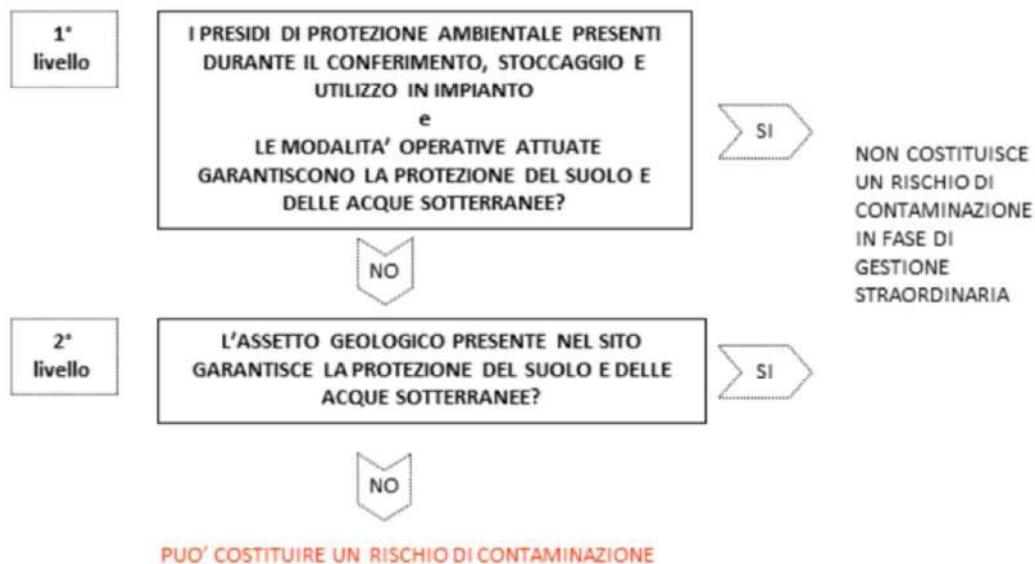 1°
livello
I PRESIDI DI PROTEZIONE AMBIENTALE PRESENTI
DURANTE IL CONFERIMENTO, STOCCAGGIO E
UTILIZZO IN IMPIANTO
e
LE MODALITA’ OPERATIVE ATTUATE
GARANTISCONO LA PROTEZIONE DEL SUOLO E
DELLE ACQUE SOTTERRANEE?
SI
NON COSTITUISCE
UN RISCHIO DI
CONTAMINAZIONE
IN FASE DI
GESTIONE
STRAORDINARIA
NO
2°
livello
L’ASSETTO GEOLOGICO PRESENTE NEL SITO
GARANTISCE LA PROTEZIONE DEL SUOLO E DELLE
ACQUE SOTTERRANEE?
SI
NO
PUO’ COSTITUIRE UN RISCHIO DI CONTAMINAZIONE